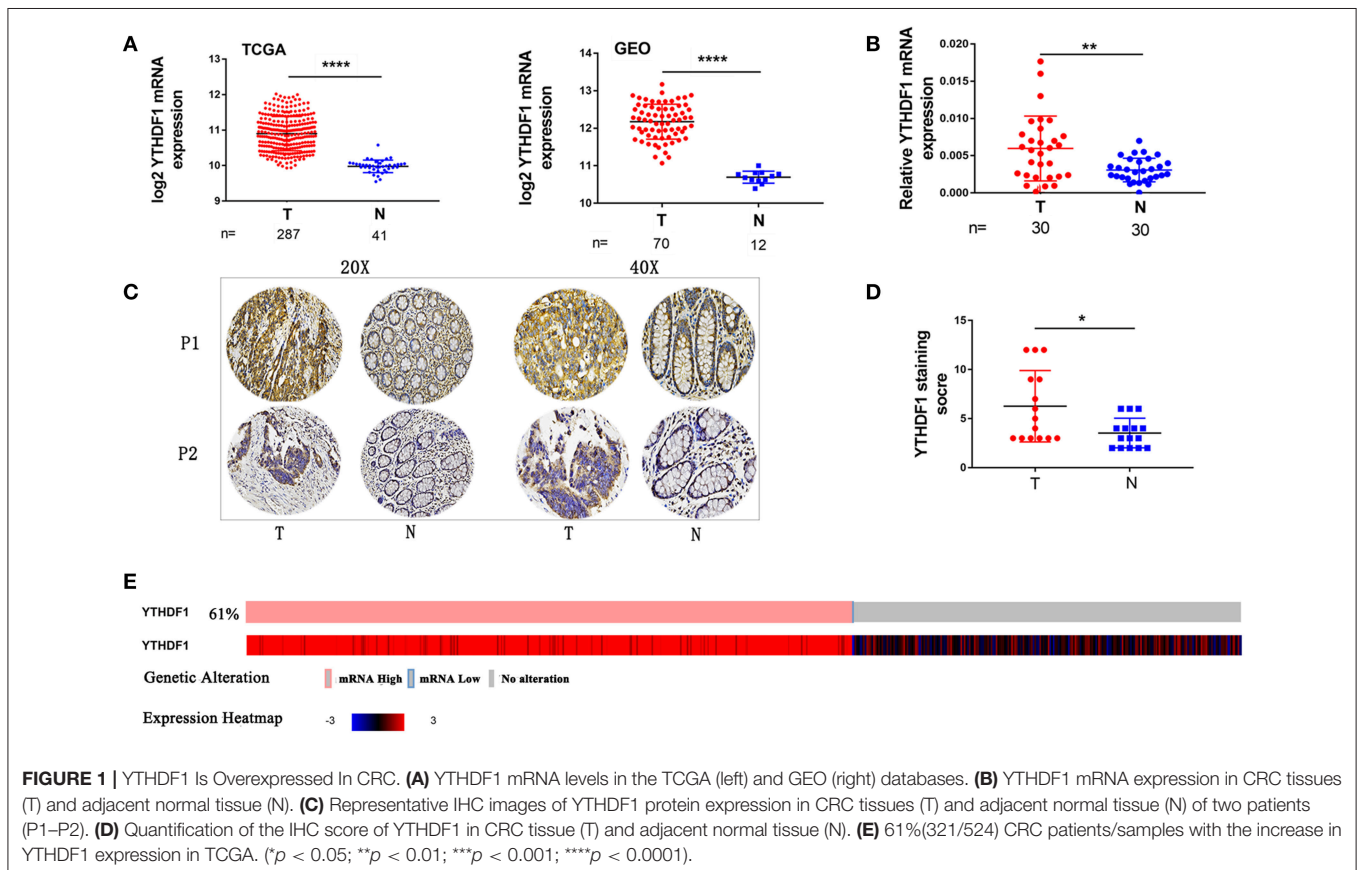 A
TCGA
****
log2 YTHDF1 mRNA
expression
13
12
11
10
9
T
N
n=
287
41
GEO
****
log2 YTHDF1 mRNA
expression
14
13
12
11
10
T
N
n=
70
12
B
**
Relative YTHDF1 mRNA
expression
0.020
0.015
0.010
0.005
0.000
T
N
n=
30
30
C
20X
40X
P1
P2
T
N
T
N
D
*
YTHDF1 staining
socre
15
10
5
0
T
N
E
YTHDF1 61%
YTHDF1
Genetic Alteration mRNA High mRNA Low No alteration
Expression Heatmap -3 3
FIGURE 1 | YTHDF1 Is Overexpressed In CRC. (A) YTHDF1 mRNA levels in the TCGA (left) and GEO (right) databases. (B) YTHDF1 mRNA expression in CRC tissues
(T) and adjacent normal tissue (N). (C) Representative IHC images of YTHDF1 protein expression in CRC tissues (T) and adjacent normal tissue (N) of two patients
(P1–P2). (D) Quantification of the IHC score of YTHDF1 in CRC tissue (T) and adjacent normal tissue (N). (E) 61%(321/524) CRC patients/samples with the increase in
YTHDF1 expression in TCGA. (*p < 0.05; **p < 0.01; ***p < 0.001; ****p < 0.0001).